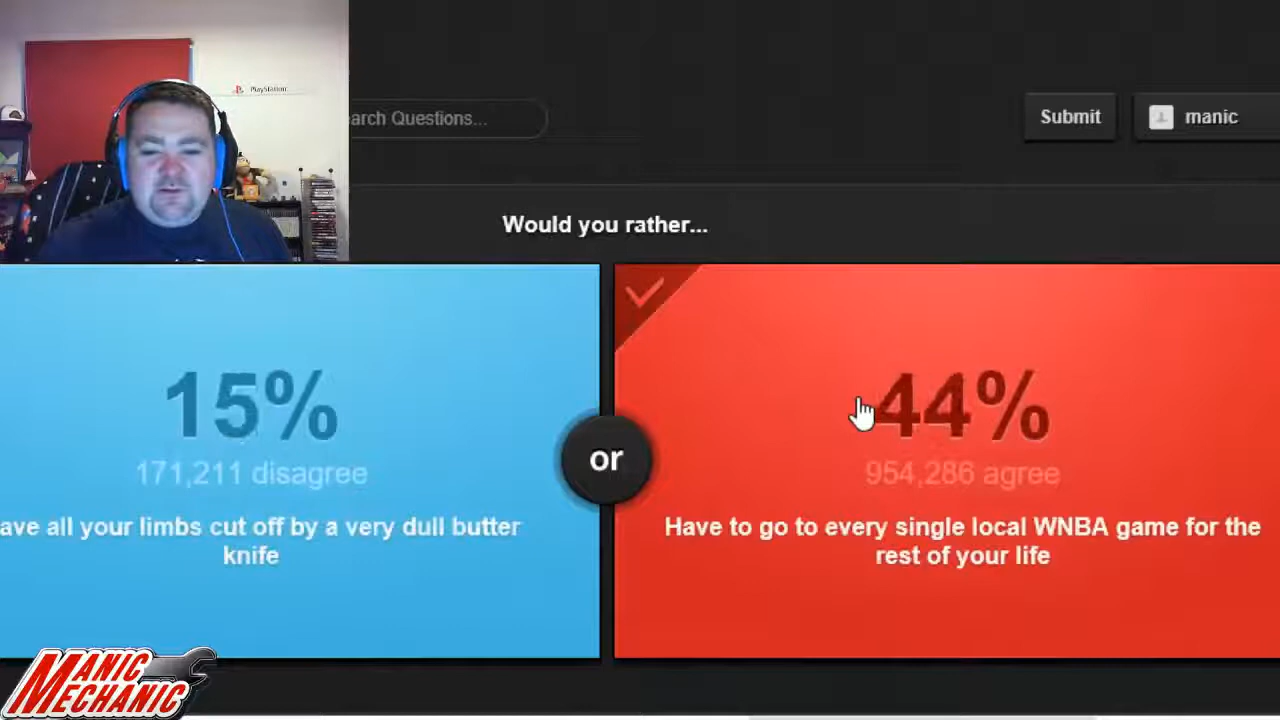 PlayStation
arch Questions...
Submit
manic
Would you rather...
15%
171,211 disagree
ave all your limbs cut off by a very dull butter
knife
or
44%
954,286 agree
Have to go to every single local WNBA game for the
rest of your life
MANIC
MECHANIC